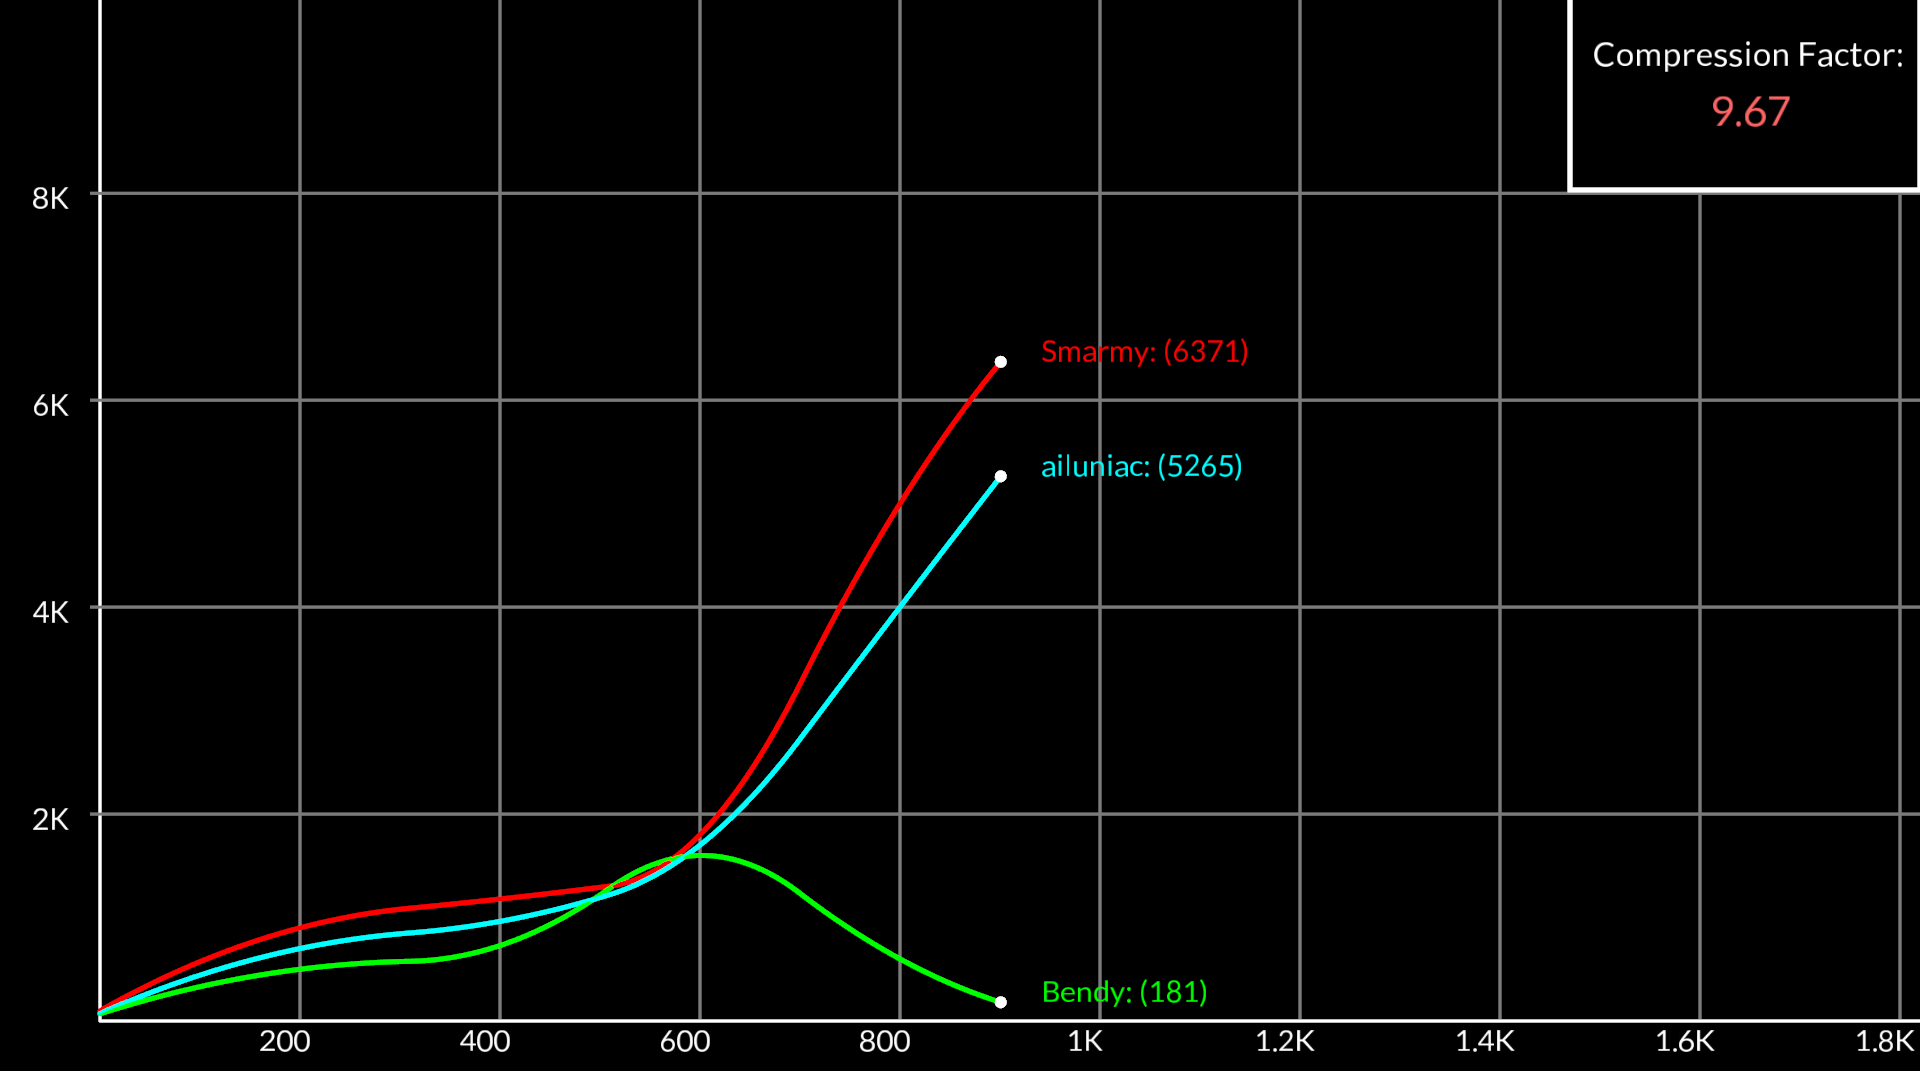 Compression Factor:
9.67
8K
6K
4K
2K
Smarmy: (6371)
ailuniac: (5265)
Bendy: (181)
200 400 600 800 1K 1.2K 1.4K 1.6K 1.8K